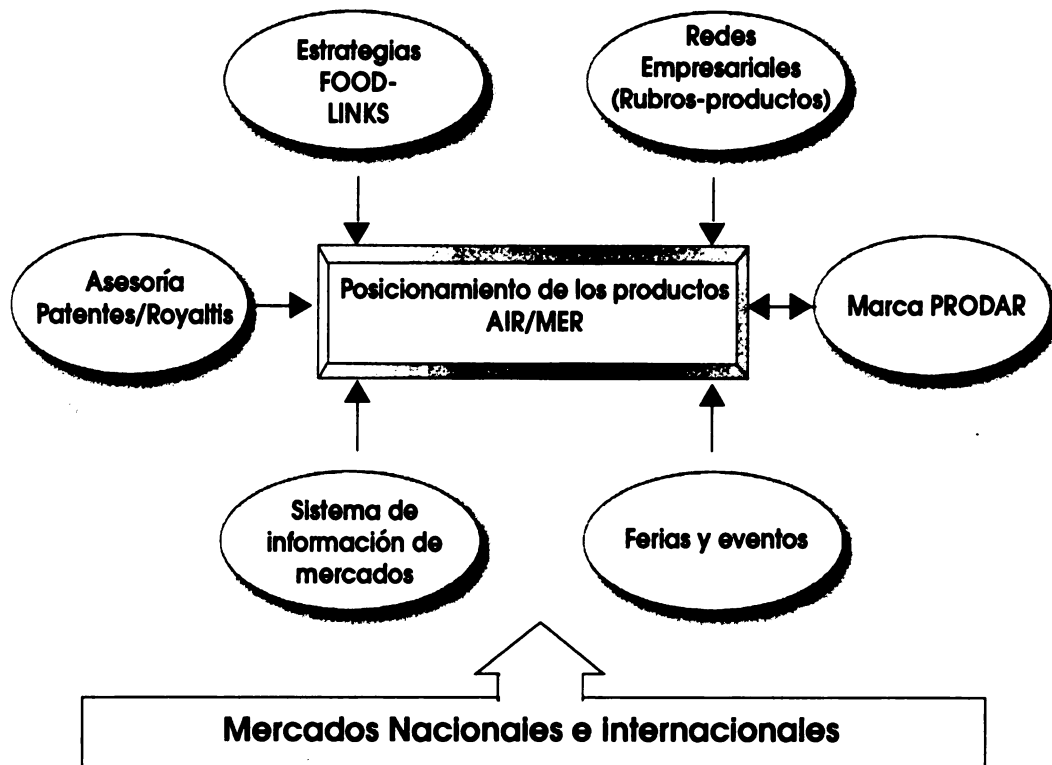 Estrategias
FOOD-
LINKS
Redes
Empresariales
(Rubros-productos)
Asesoría
Patentes/Royaltis
Posicionamiento de los productos
AIR/MER
Marca PRODAR
Sistema de
información de
mercados
Ferias y eventos
Mercados Nacionales e internacionales